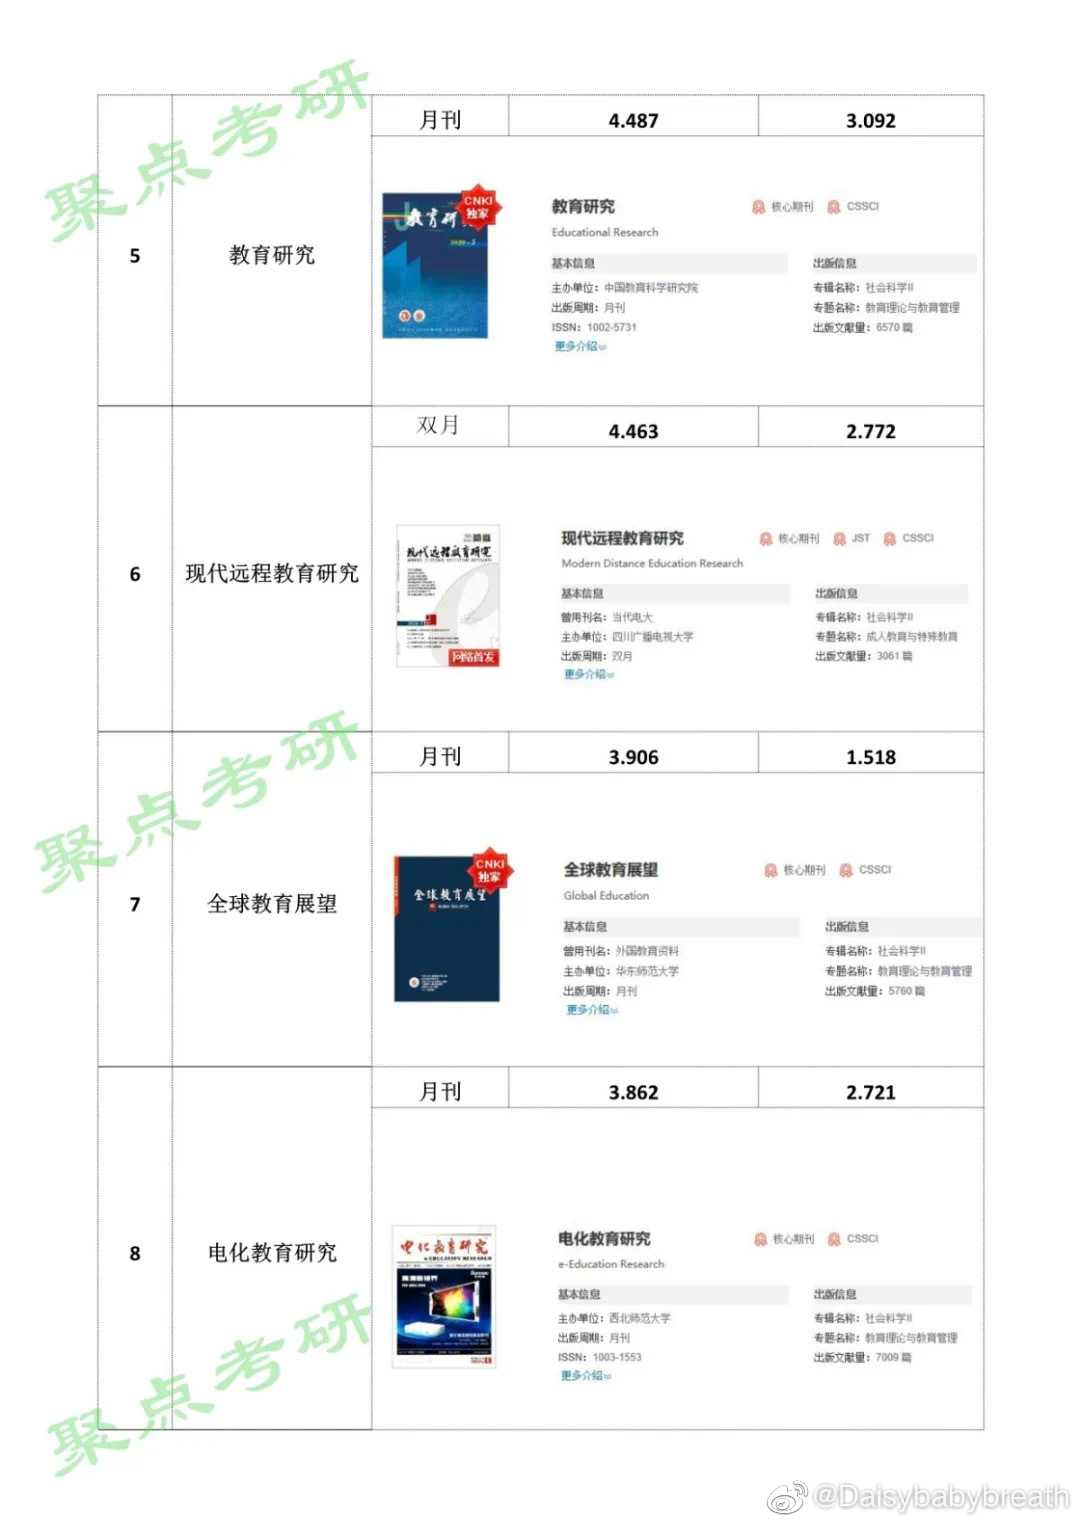 聚点考研
月刊 4.487 3.092
5 教育研究
CNKI
独家
教育研究
教育研究 核心期刊 CSSCI
Educational Research
基本信息 出版信息
主办单位：中国教育科学研究院 专辑名称：社会科学II
出版周期：月刊 专题名称：教育理论与教育管理
ISSN：1002-5731 出版文献量：6570 篇
更多介绍
双月 4.463 2.772
6 现代远程教育研究
现代远程教育研究
网络首发
现代远程教育研究 核心期刊 JST CSSCI
Modern Distance Education Research
基本信息 出版信息
曾用刊名：当代电大 专辑名称：社会科学II
主办单位：四川广播电视大学 专题名称：成人教育与特殊教育
出版周期：双月 出版文献量：3061 篇
更多介绍
聚点考研
月刊 3.906 1.518
7 全球教育展望
CNKI
独家
全球教育展望
全球教育展望 核心期刊 CSSCI
Global Education
基本信息 出版信息
曾用刊名：外国教育资料 专辑名称：社会科学II
主办单位：华东师范大学 专题名称：教育理论与教育管理
出版周期：月刊 出版文献量：5760 篇
更多介绍
月刊 3.862 2.721
8 电化教育研究
电化教育研究
e-EDUCATION RESEARCH
电化教育研究 核心期刊 CSSCI
e-Education Research
基本信息 出版信息
主办单位：西北师范大学 专辑名称：社会科学II
出版周期：月刊 专题名称：教育理论与教育管理
ISSN：1003-1553 出版文献量：7009 篇
更多介绍
聚点考研
@Daisybabybreath